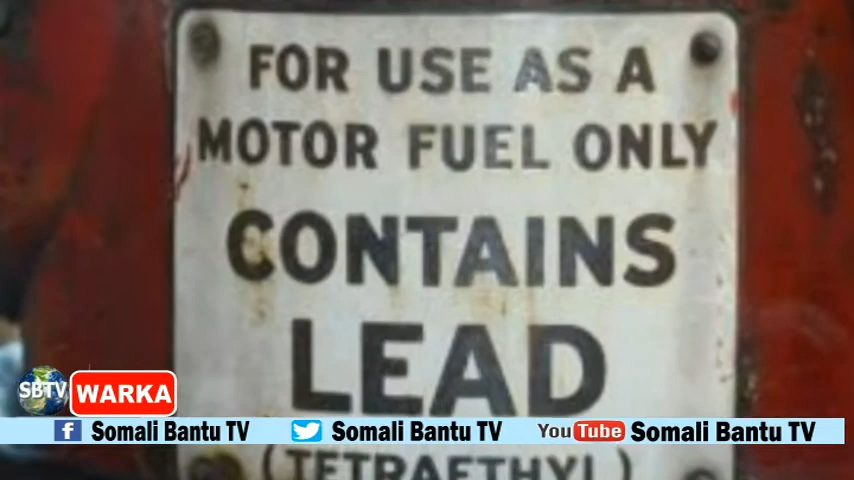 FOR USE AS A
MOTOR FUEL ONLY
CONTAINS
LEAD
(TETRAETHYL)
SBTV WARKA
f Somali Bantu TV Somali Bantu TV YouTube Somali Bantu TV